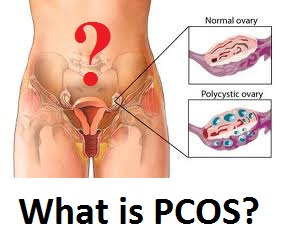 ?
Normal ovary
Polycystic ovary
What is PCOS?